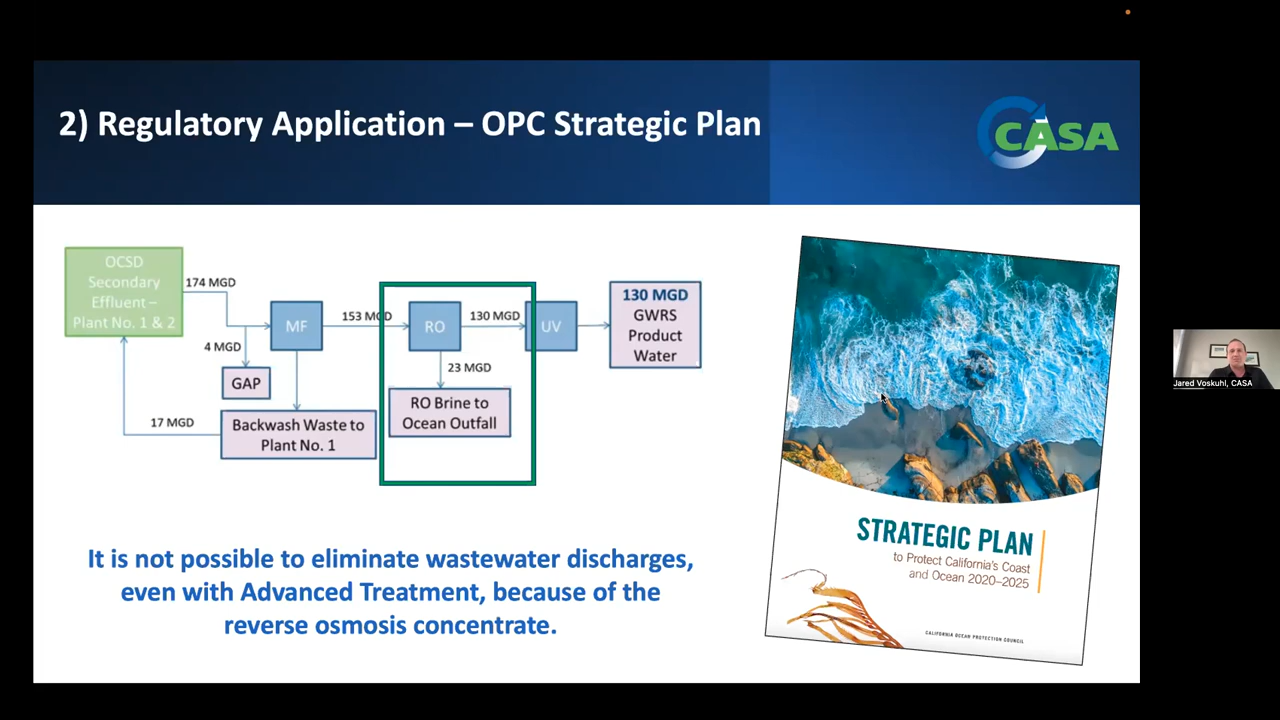 2) Regulatory Application – OPC Strategic Plan
CASA
OCSD
Secondary
Effluent –
Plant No. 1 & 2
174 MGD
MF
153 MGD
RO
130 MGD
UV
130 MGD
GWRS
Product
Water
4 MGD
GAP
23 MGD
RO Brine to
Ocean Outfall
17 MGD
Backwash Waste to
Plant No. 1
It is not possible to eliminate wastewater discharges,
even with Advanced Treatment, because of the
reverse osmosis concentrate.
STRATEGIC PLAN
to Protect California's Coast
and Ocean 2020–2025
CALIFORNIA OCEAN PROTECTION COUNCIL
Jared Voskuhl, CASA